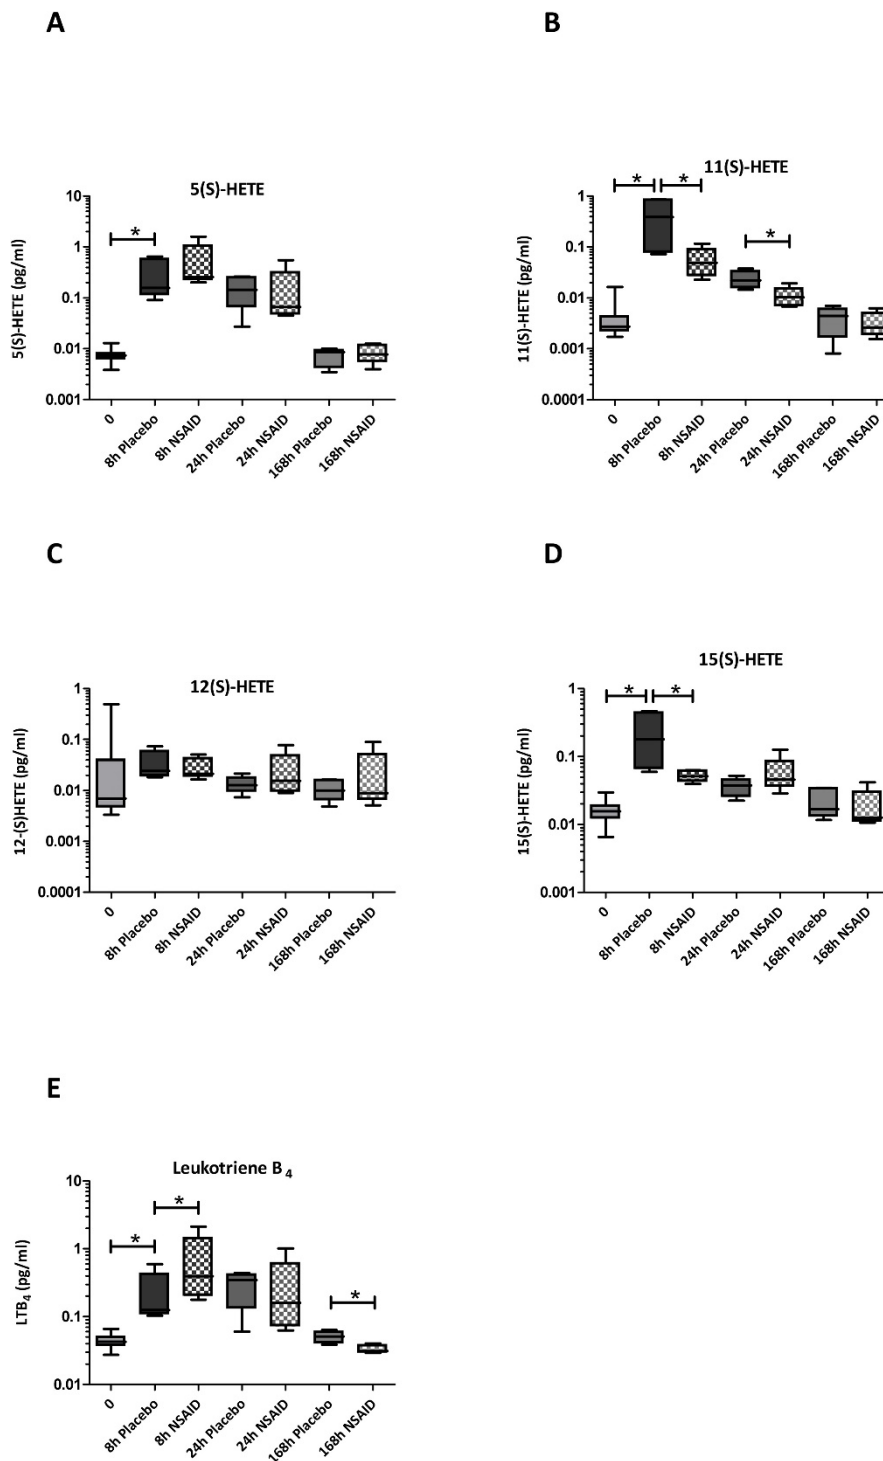 A
5(S)-HETE
*
5(S)-HETE (pg/ml)
10
1
0.1
0.01
0.001
0
8h Placebo
8h NSAID
24h Placebo
24h NSAID
168h Placebo
168h NSAID
B
11(S)-HETE
* *
*
11(S)-HETE (pg/ml)
1
0.1
0.01
0.001
0.0001
0
8h Placebo
8h NSAID
24h Placebo
24h NSAID
168h Placebo
168h NSAID
C
12(S)-HETE
12-(S)HETE (pg/ml)
1
0.1
0.01
0.001
0.0001
0
8h Placebo
8h NSAID
24h Placebo
24h NSAID
168h Placebo
168h NSAID
D
15(S)-HETE
* *
15(S)-HETE (pg/ml)
1
0.1
0.01
0.001
0
8h Placebo
8h NSAID
24h Placebo
24h NSAID
168h Placebo
168h NSAID
E
Leukotriene B₄
*
*
*
LTB₄ (pg/ml)
10
1
0.1
0.01
0
8h Placebo
8h NSAID
24h Placebo
24h NSAID
168h Placebo
168h NSAID